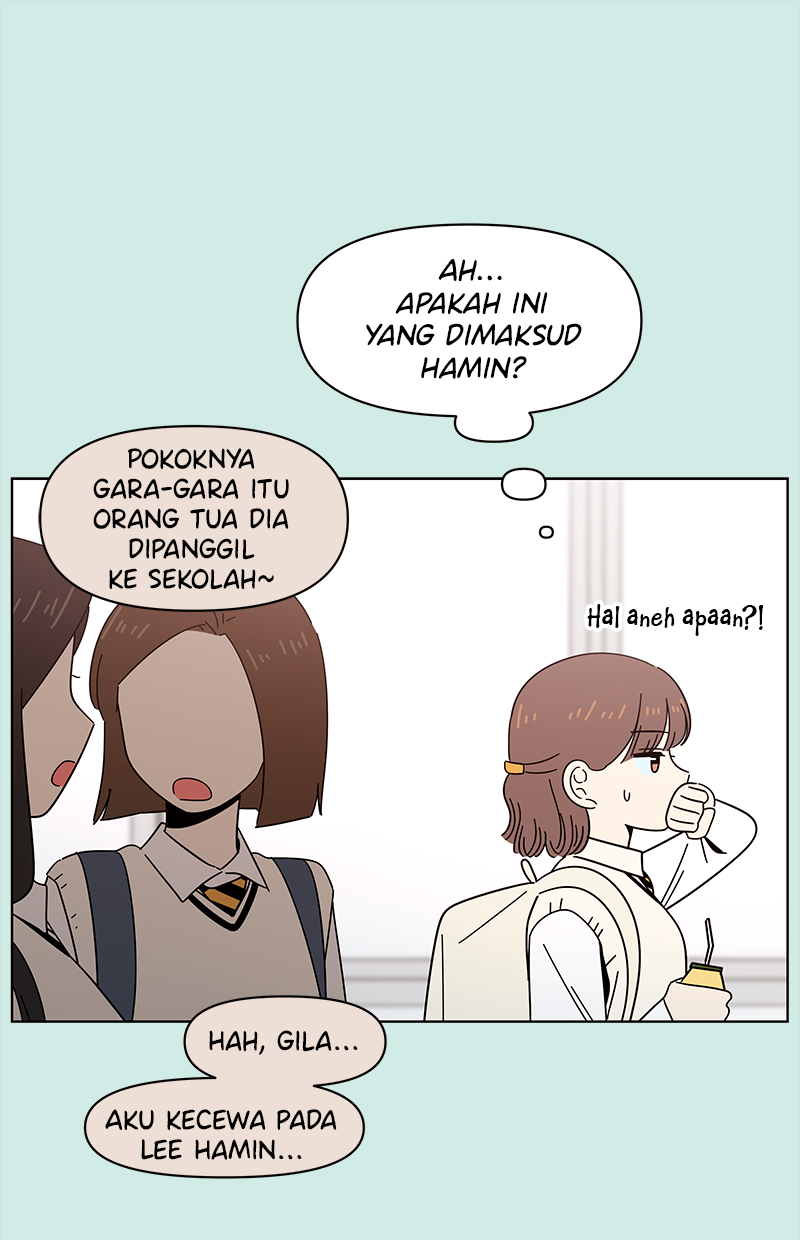 AH...
APAKAH INI
YANG DIMAKSUD
HAMIN?
POKOKNYA
GARA-GARA ITU
ORANG TUA DIA
DIPANGGIL
KE SEKOLAH~
Hal aneh apaan?!
HAH, GILA...
AKU KECEWA PADA
LEE HAMIN...